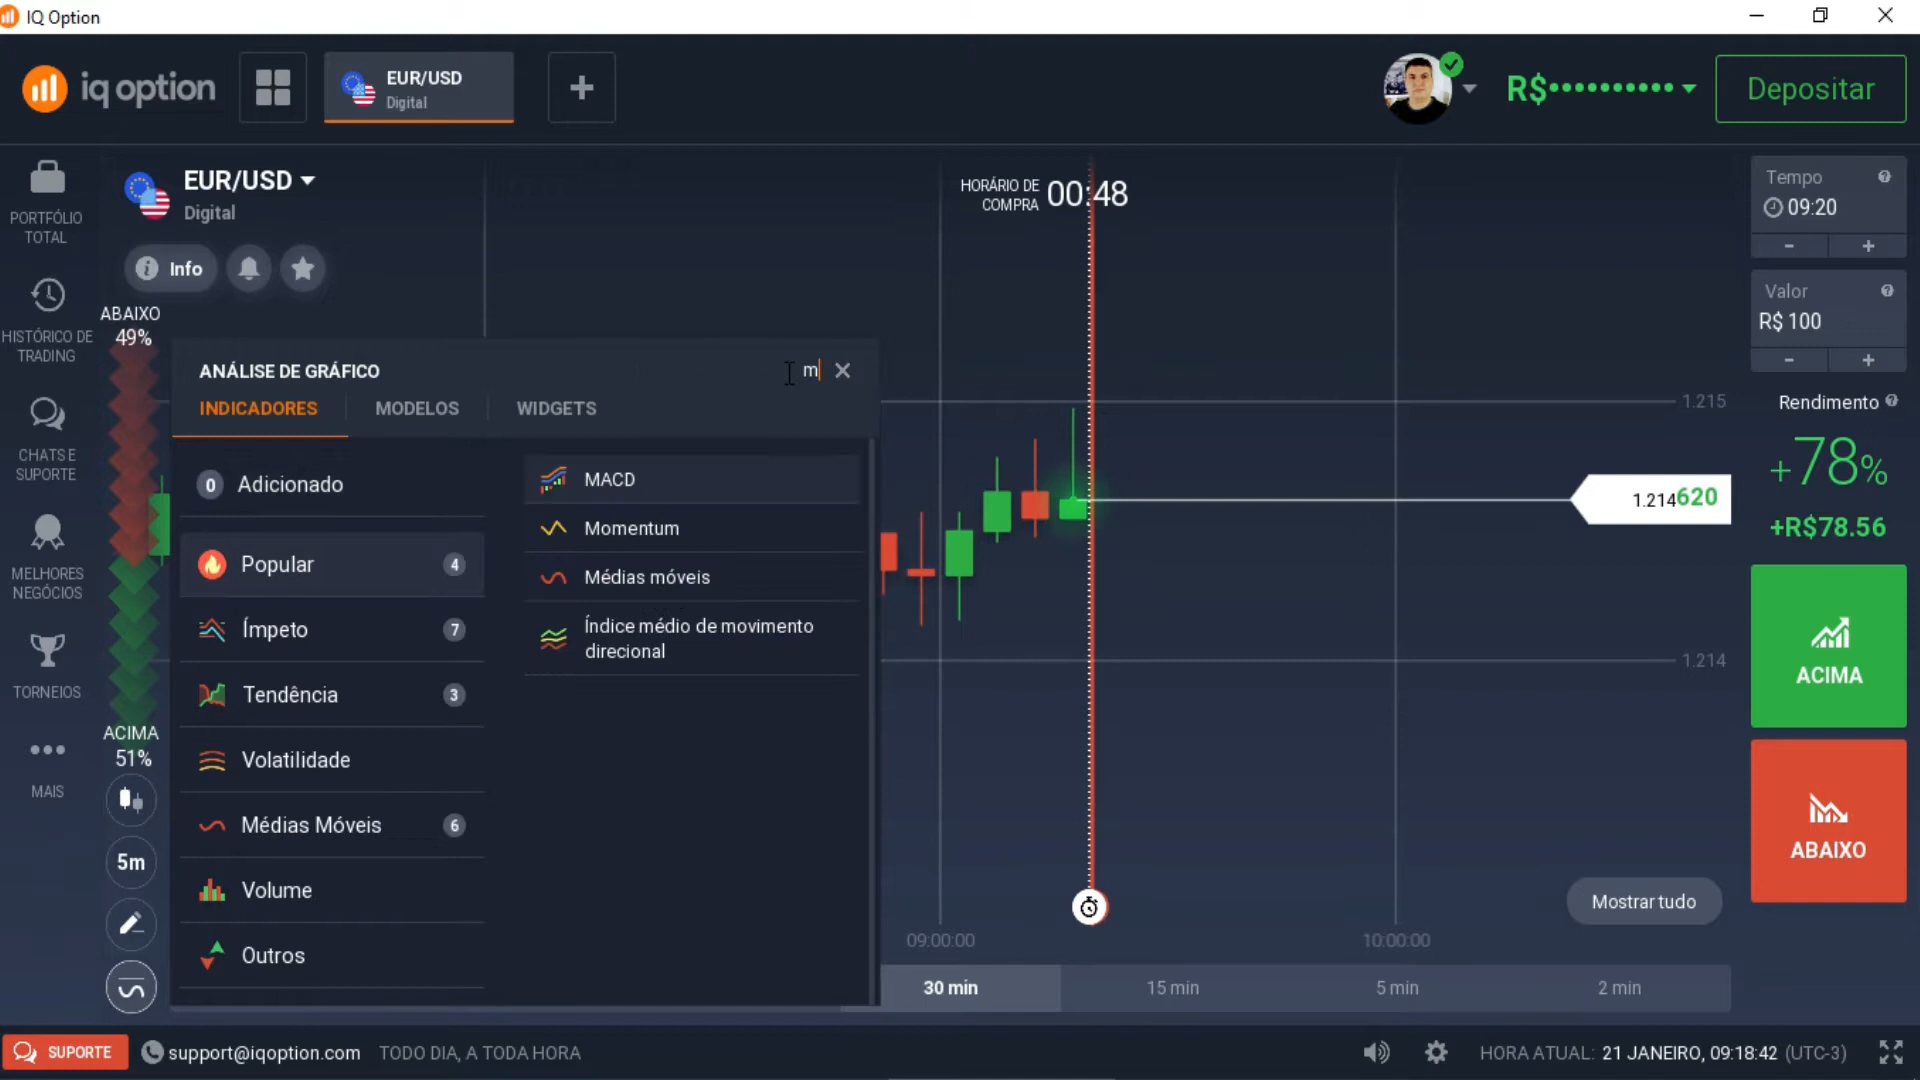 IQ Option
iq option
EUR/USD
Digital
+
R$••••••••••
Depositar
PORTFÓLIO
TOTAL
HISTÓRICO DE
TRADING
CHATS E
SUPORTE
MELHORES
NEGÓCIOS
TORNEIOS
MAIS
EUR/USD
Digital
Info
ABAIXO
49%
ACIMA
51%
5m
HORÁRIO DE
COMPRA
00:48
ANÁLISE DE GRÁFICO
m
INDICADORES
MODELOS
WIDGETS
0 Adicionado
Popular 4
Ímpeto 7
Tendência 3
Volatilidade
Médias Móveis 6
Volume
Outros
MACD
Momentum
Médias móveis
Índice médio de movimento
direcional
1.215
1.214620
1.214
Mostrar tudo
09:00:00
10:00:00
30 min
15 min
5 min
2 min
Tempo ?
09:20
- +
Valor ?
R$ 100
- +
Rendimento ?
+78%
+R$78.56
ACIMA
ABAIXO
SUPORTE
support@iqoption.com
TODO DIA, A TODA HORA
HORA ATUAL: 21 JANEIRO, 09:18:42 (UTC-3)